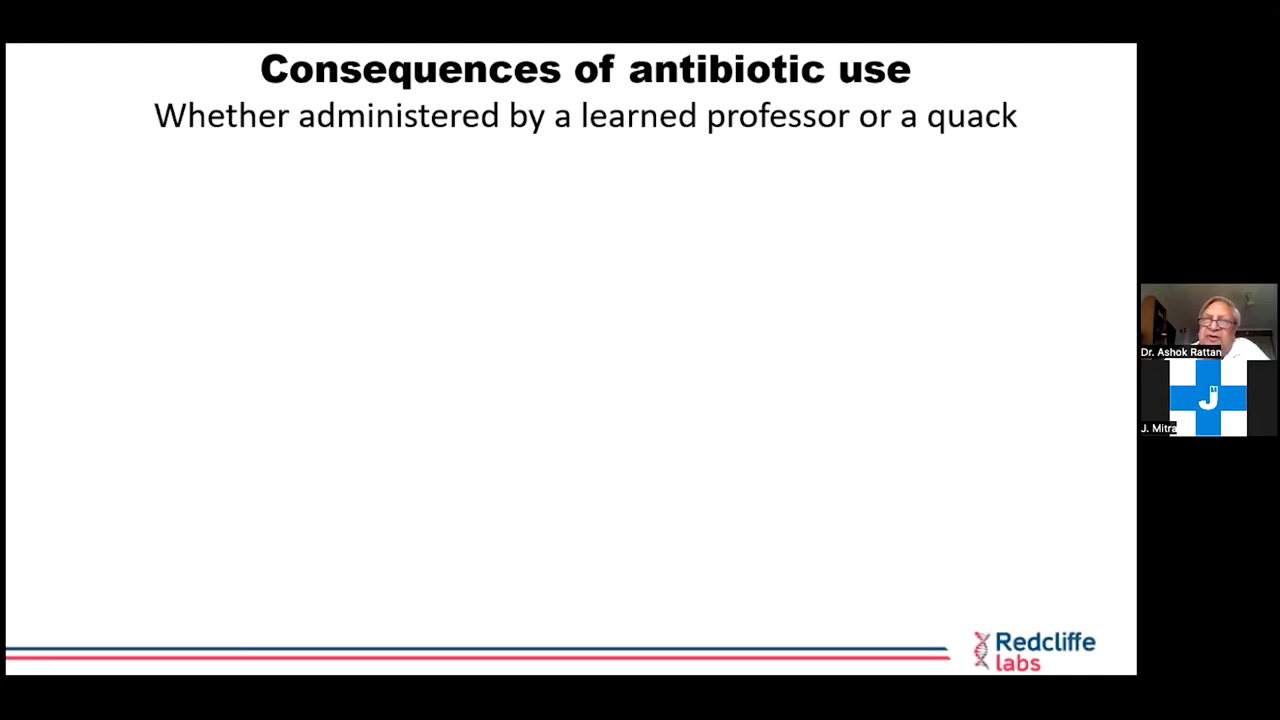 Consequences of antibiotic use
Whether administered by a learned professor or a quack
Dr. Ashok Rattan
J M
J. Mitra
Redcliffe
labs